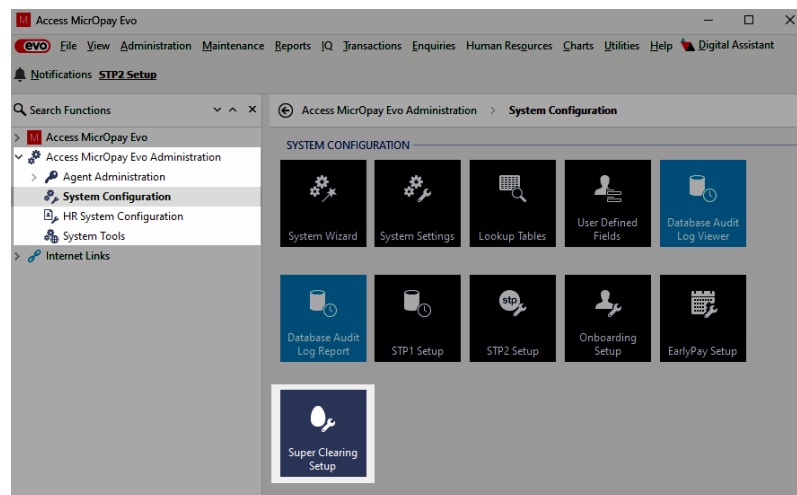 M Access MicrOpay Evo
evo File View Administration Maintenance Reports IQ Transactions Enquiries Human Resources Charts Utilities Help Digital Assistant
Notifications STP2 Setup
Search Functions
Access MicrOpay Evo Administration > System Configuration
M Access MicrOpay Evo
Access MicrOpay Evo Administration
Agent Administration
System Configuration
HR System Configuration
System Tools
Internet Links
SYSTEM CONFIGURATION
System Wizard
System Settings
Lookup Tables
User Defined
Fields
Database Audit
Log Viewer
Database Audit
Log Report
STP1 Setup
stp
STP2 Setup
Onboarding
Setup
EarlyPay Setup
Super Clearing
Setup